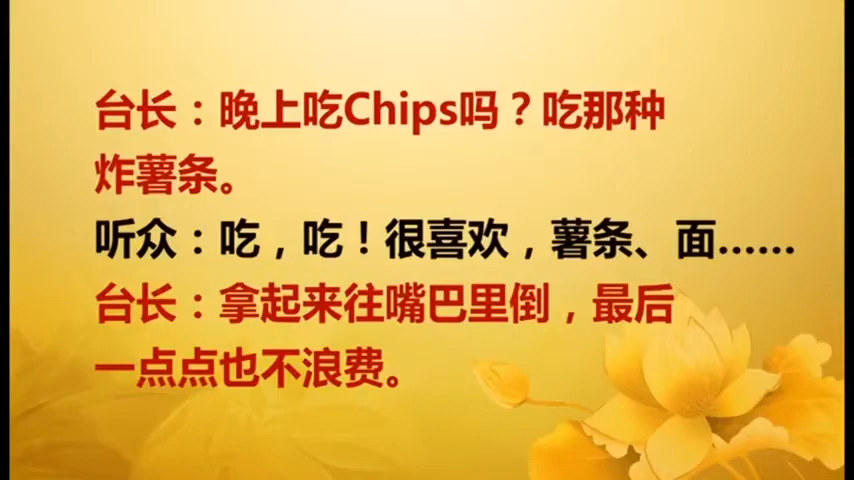 台长：晚上吃Chips吗？吃那种
炸薯条。
听众：吃，吃！很喜欢，薯条、面……
台长：拿起来往嘴巴里倒，最后
一点点也不浪费。